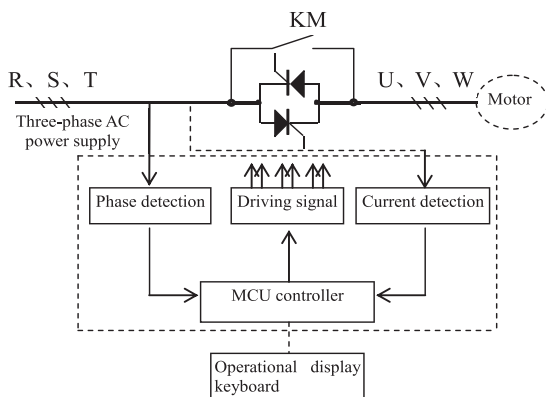 KM
R、S、T
U、V、W
Motor
Three-phase AC
power supply
Phase detection
Driving signal
Current detection
MCU controller
Operational display
keyboard